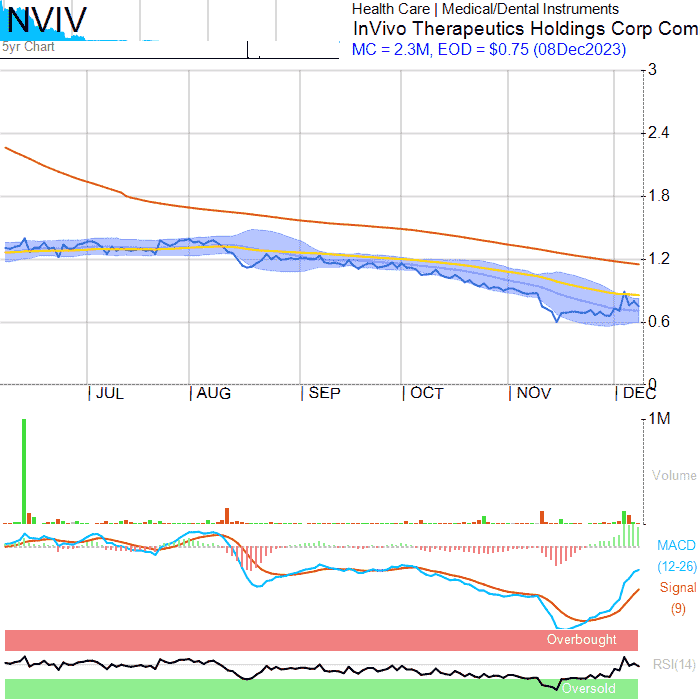 NVIV
Health Care | Medical/Dental Instruments
InVivo Therapeutics Holdings Corp Com
5yr Chart
MC = 2.3M, EOD = $0.75 (08Dec2023)
3
2.4
1.8
1.2
0.6
0
JUL AUG SEP OCT NOV DEC
1M
Volume
MACD
(12-26)
Signal
(9)
Overbought
RSI(14)
Oversold